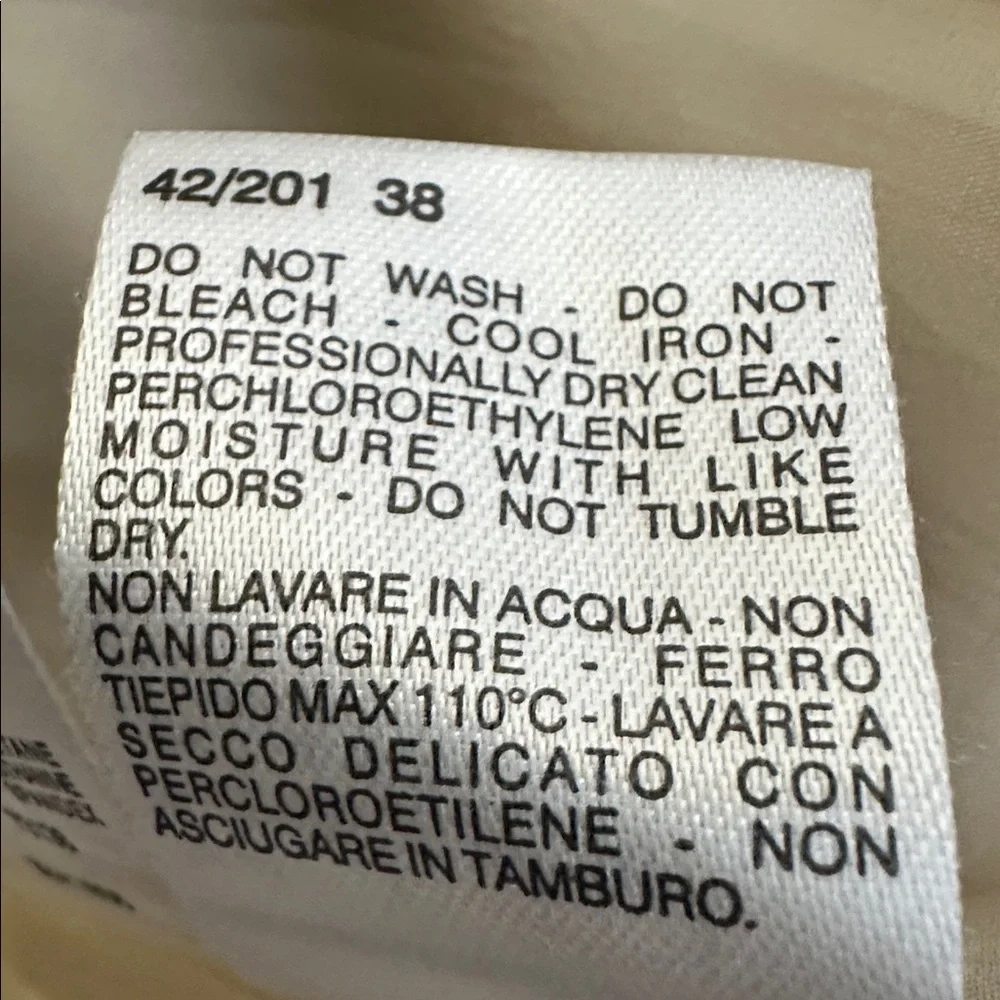 42/201 38
DO NOT WASH - DO NOT
BLEACH - COOL IRON -
PROFESSIONALLY DRY CLEAN
PERCHLOROETHYLENE LOW
MOISTURE WITH LIKE
COLORS - DO NOT TUMBLE
DRY.
NON LAVARE IN ACQUA - NON
CANDEGGIARE - FERRO
TIEPIDO MAX 110°C - LAVARE A
SECCO DELICATO CON
PERCLOROETILENE - NON
ASCIUGARE IN TAMBURO.